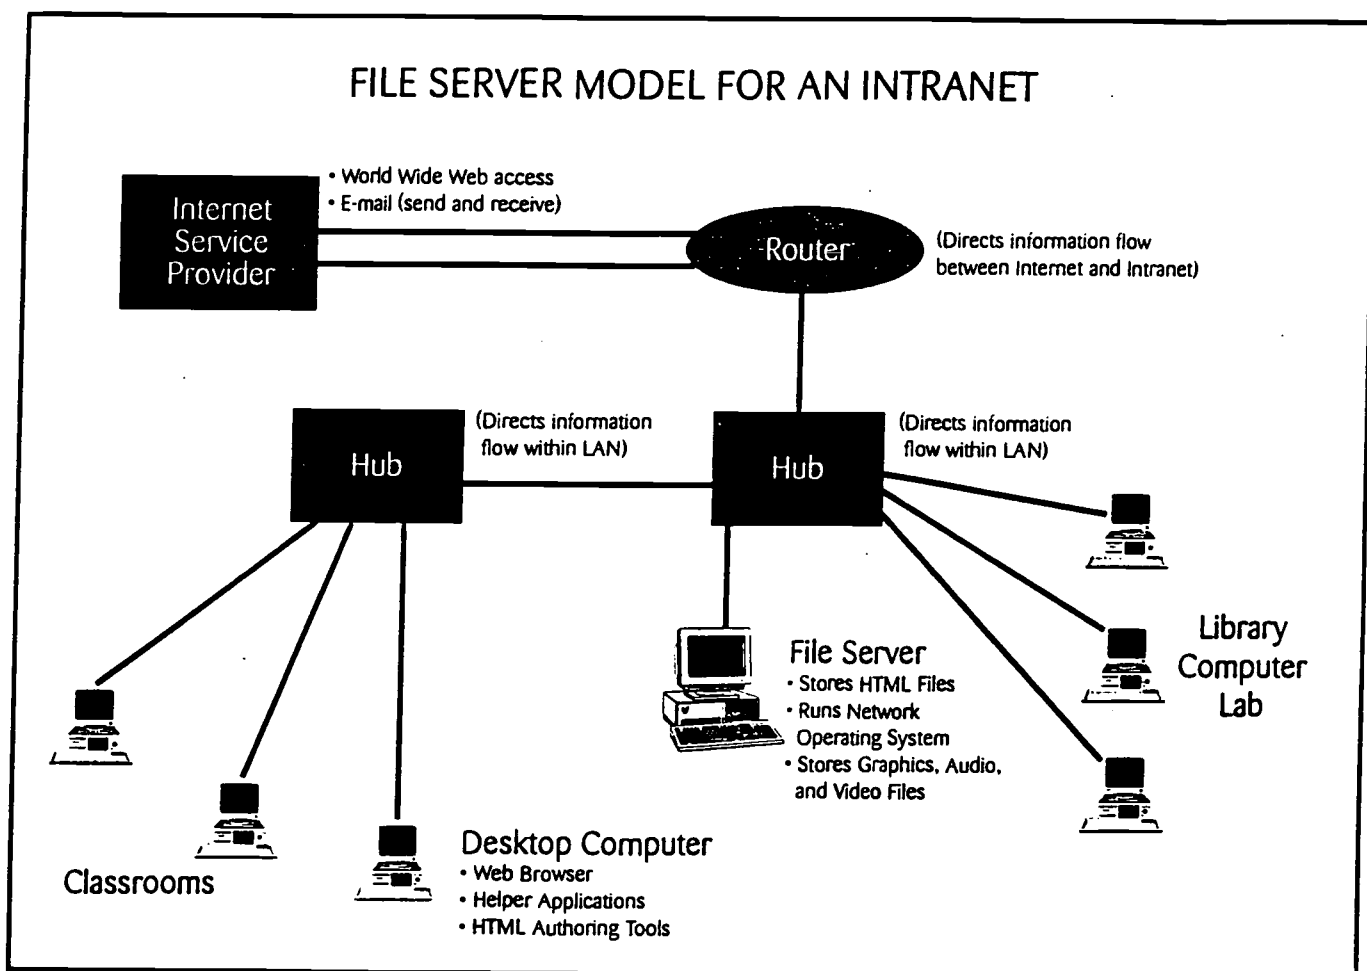 FILE SERVER MODEL FOR AN INTRANET
Internet
Service
Provider
• World Wide Web access
• E-mail (send and receive)
Router
(Directs information flow
between Internet and Intranet)
Hub
(Directs information
flow within LAN)
Hub
(Directs information
flow within LAN)
File Server
• Stores HTML Files
• Runs Network
Operating System
• Stores Graphics, Audio,
and Video Files
Library
Computer
Lab
Classrooms
Desktop Computer
• Web Browser
• Helper Applications
• HTML Authoring Tools